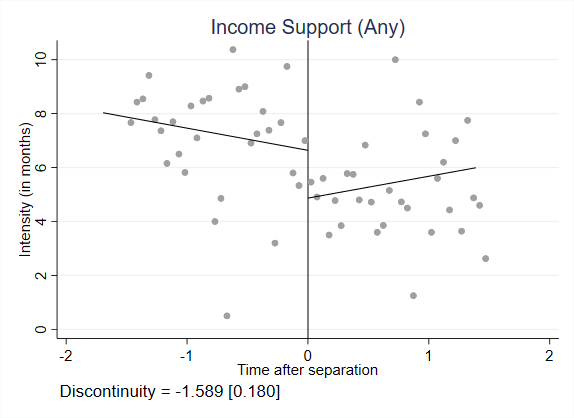 Income Support (Any)
Intensity (in months)
10
8
6
4
2
0
-2 -1 0 1 2
Time after separation
Discontinuity = -1.589 [0.180]